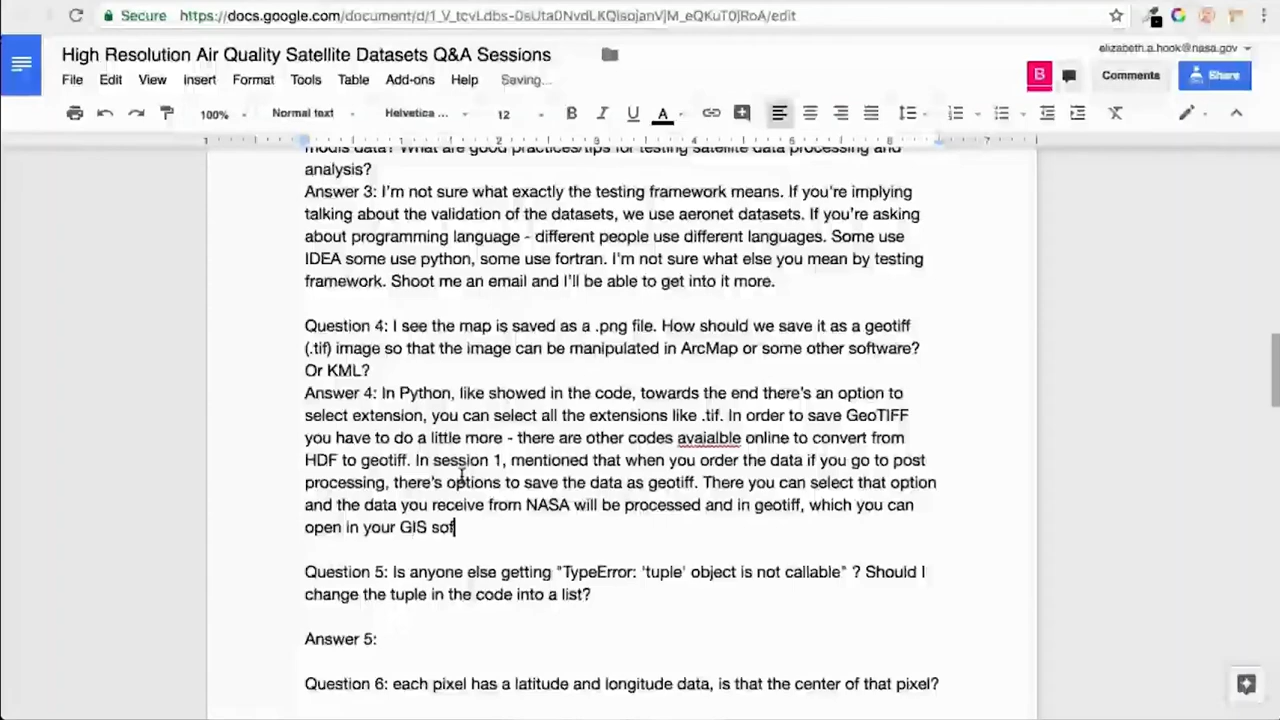 Secure https://docs.google.com/document/d/
High Resolution Air Quality Satellite Datasets Q&A Sessions
elizabeth.a.hook@nasa.gov
File Edit View Insert Format Tools Table Add-ons Help Saving...
B Comments Share
100% Normal text Helvetica ... 12 B I U A
1 1 2 3 4 5 6 7 8
modis data? What are good practices/tips for testing satellite data processing and
analysis?
Answer 3: I'm not sure what exactly the testing framework means. If you're implying
talking about the validation of the datasets, we use aeronet datasets. If you're asking
about programming language - different people use different languages. Some use
IDEA some use python, some use fortran. I'm not sure what else you mean by testing
framework. Shoot me an email and I'll be able to get into it more.
Question 4: I see the map is saved as a .png file. How should we save it as a geotiff
(.tif) image so that the image can be manipulated in ArcMap or some other software?
Or KML?
Answer 4: In Python, like showed in the code, towards the end there's an option to
select extension, you can select all the extensions like .tif. In order to save GeoTIFF
you have to do a little more - there are other codes avaialble online to convert from
HDF to geotiff. In session 1, mentioned that when you order the data if you go to post
processing, there's options to save the data as geotiff. There you can select that option
and the data you receive from NASA will be processed and in geotiff, which you can
open in your GIS sof
Question 5: Is anyone else getting "TypeError: 'tuple' object is not callable" ? Should I
change the tuple in the code into a list?
Answer 5:
Question 6: each pixel has a latitude and longitude data, is that the center of that pixel?